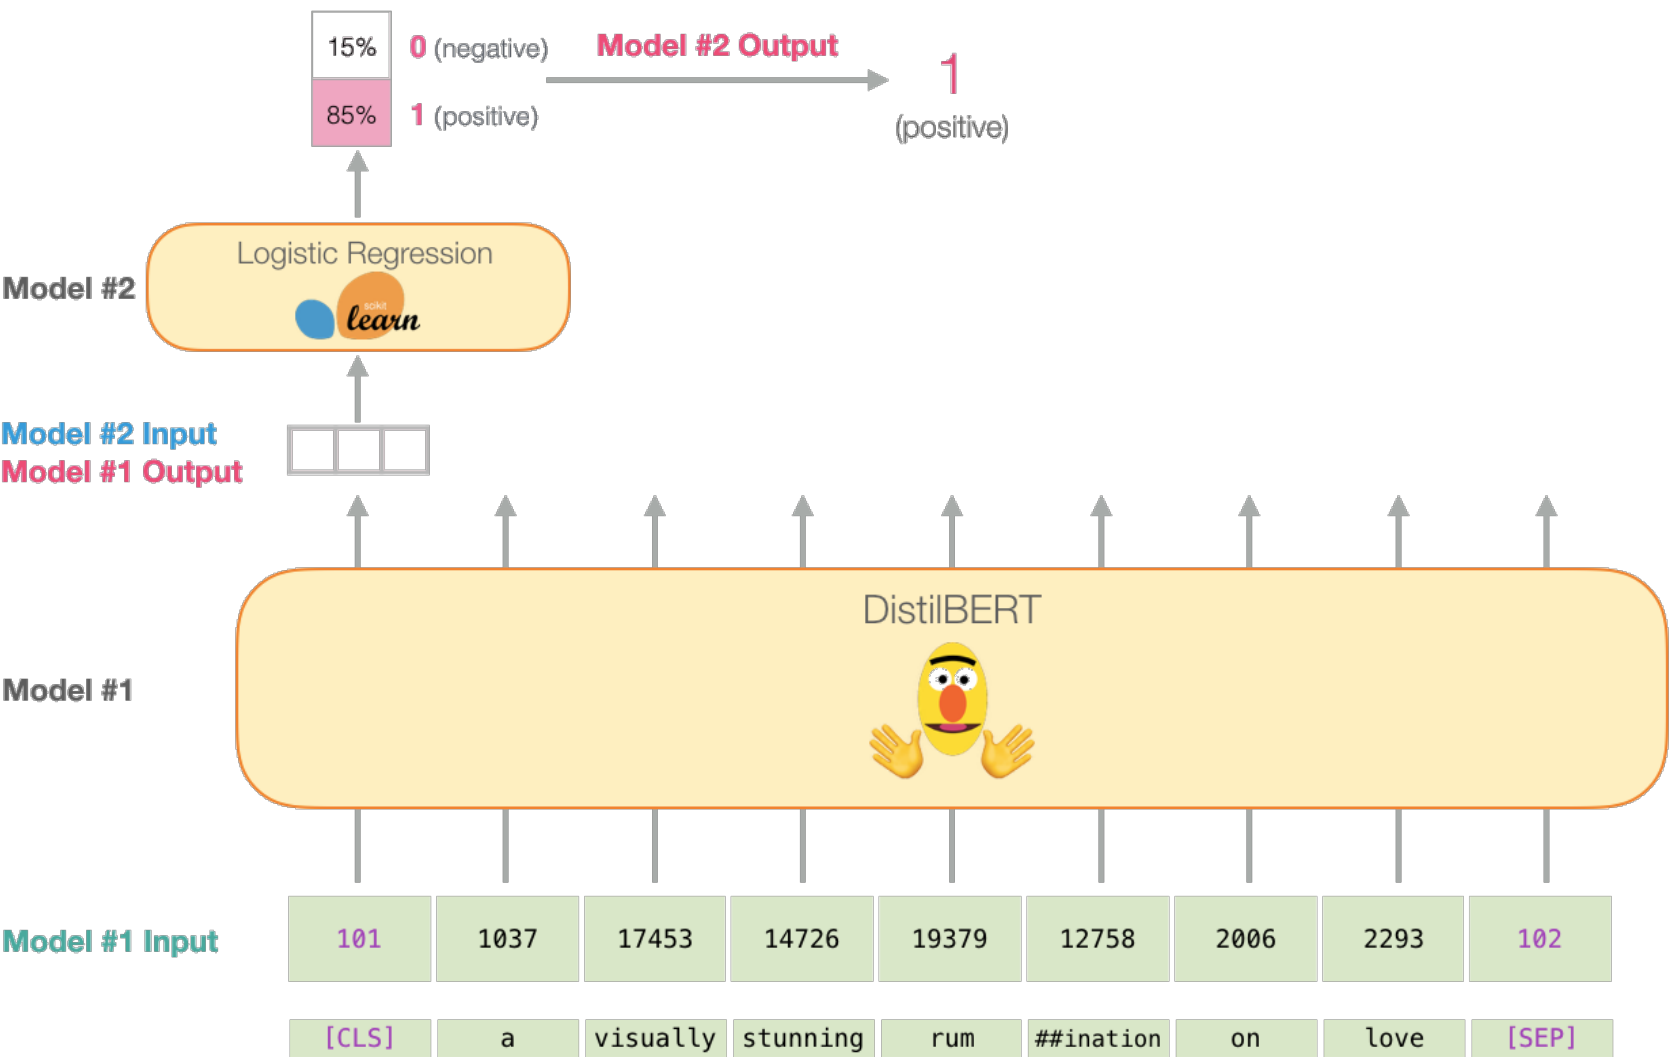 15% 0 (negative) Model #2 Output 1
85% 1 (positive) (positive)
Logistic Regression
Model #2
scikit
learn
Model #2 Input
Model #1 Output
DistilBERT
Model #1
Model #1 Input 101 1037 17453 14726 19379 12758 2006 2293 102
[CLS] a visually stunning rum ##ination on love [SEP]